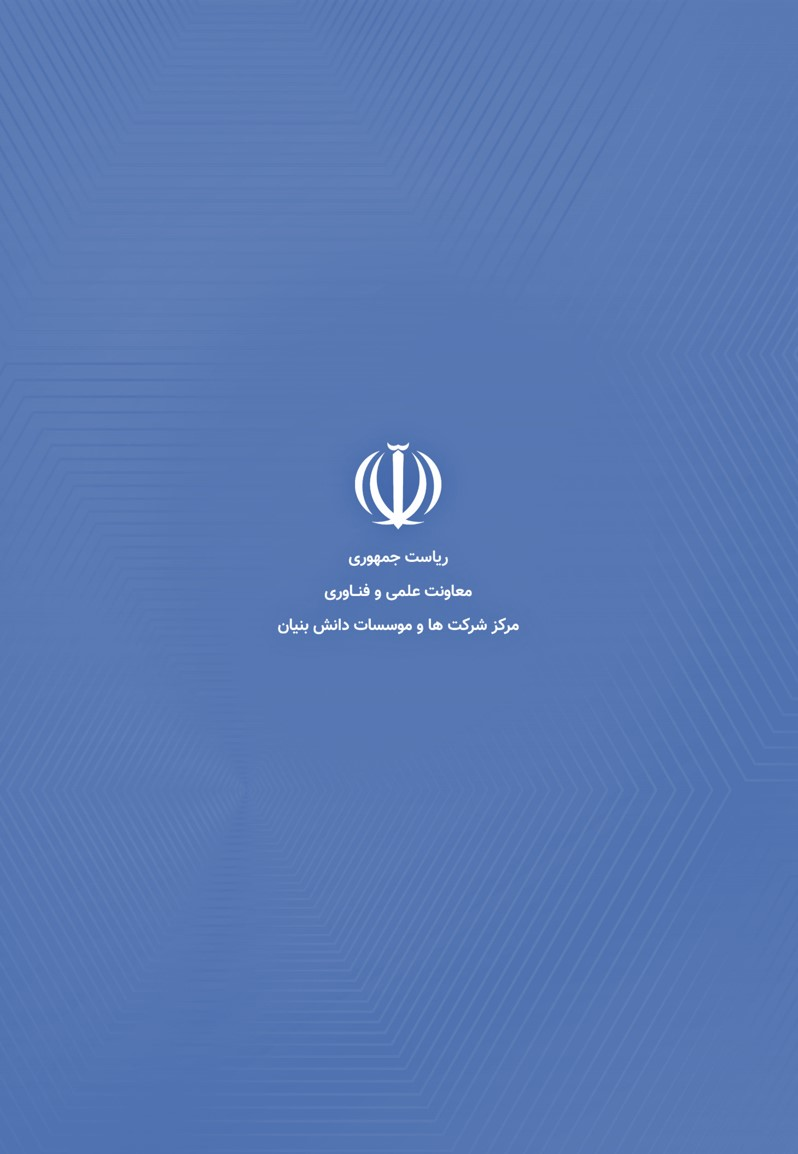 ریاست جمهوری
معاونت علمی و فنـاوری
مرکز شرکت ها و موسسات دانش بنیان